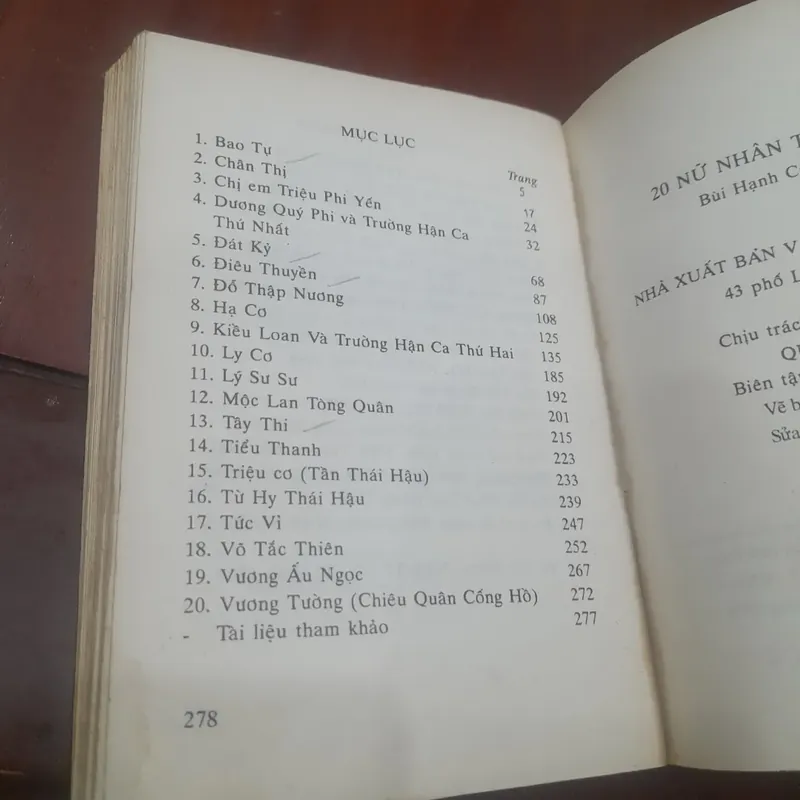 MỤC LỤC
Trang
1. Bao Tự 5
2. Chân Thị 17
3. Chị em Triệu Phi Yến 24
4. Dương Quý Phi và Trường Hận Ca 32
Thứ Nhất
5. Đát Kỷ 68
6. Điêu Thuyền 87
7. Đỗ Thập Nương 108
8. Hạ Cơ 125
9. Kiều Loan Và Trường Hận Ca Thứ Hai 135
10. Ly Cơ 185
11. Lý Sư Sư 192
12. Mộc Lan Tòng Quân 201
13. Tây Thi 215
14. Tiểu Thanh 223
15. Triệu cơ (Tần Thái Hậu) 233
16. Từ Hy Thái Hậu 239
17. Tức Vỉ 247
18. Võ Tắc Thiên 252
19. Vương Ấu Ngọc 267
20. Vương Tường (Chiêu Quân Cống Hồ) 272
- Tài liệu tham khảo 277
278
20 NỮ NHÂN
Bùi Hạnh
NHÀ XUẤT BẢN
43 phố
Chịu trác
Biên tậ
Vẽ
Sửa